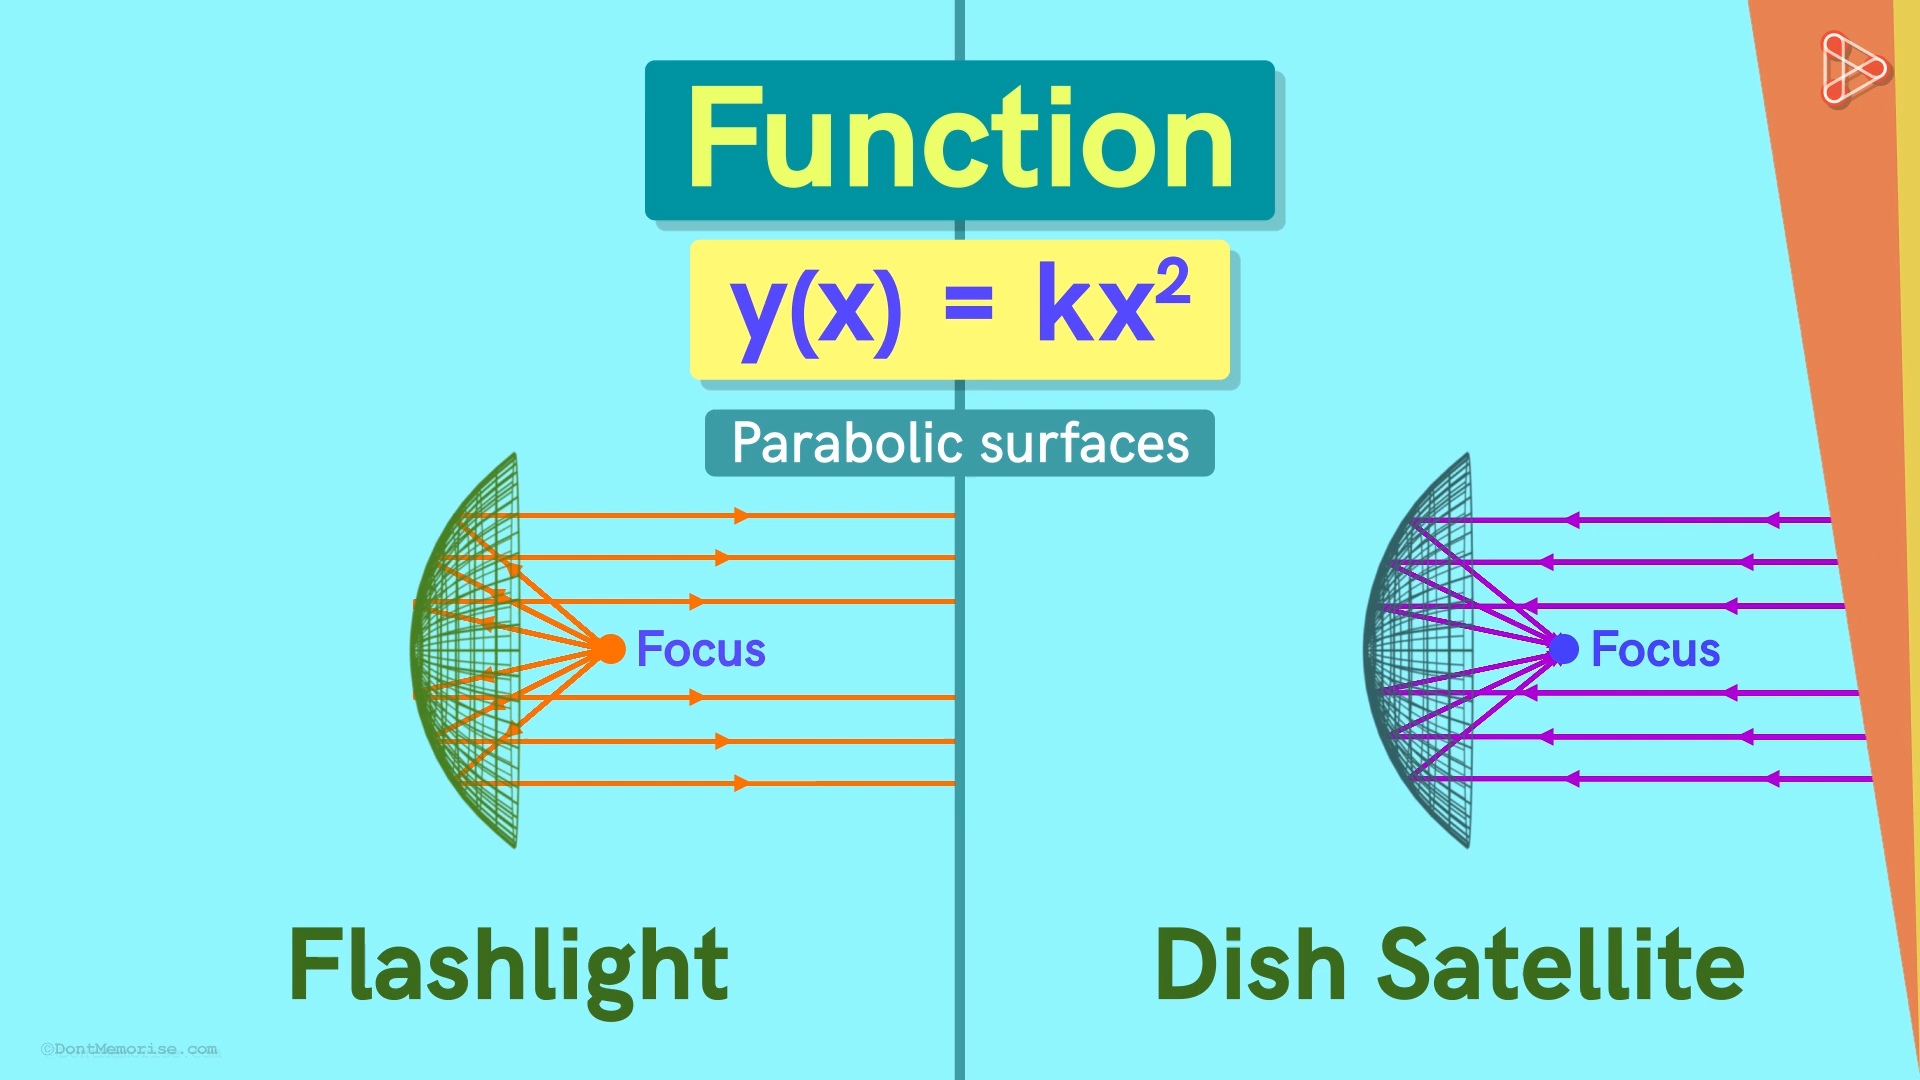 Function
y(x) = kx²
Parabolic surfaces
Focus
Focus
Flashlight
Dish Satellite
©DontMemorise.com